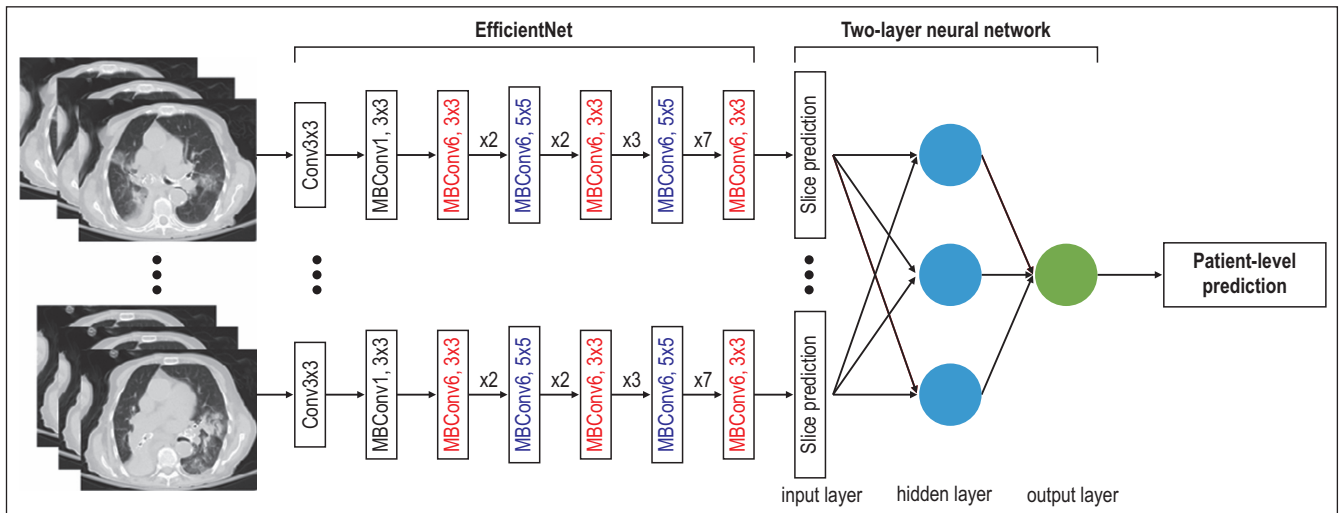 EfficientNet
Two-layer neural network
Conv3x3
MBConv1, 3x3
MBConv6, 3x3
x2
MBConv6, 5x5
x2
MBConv6, 3x3
x3
MBConv6, 5x5
x7
MBConv6, 3x3
Slice prediction
Patient-level
prediction
Conv3x3
MBConv1, 3x3
MBConv6, 3x3
x2
MBConv6, 5x5
x2
MBConv6, 3x3
x3
MBConv6, 5x5
x7
MBConv6, 3x3
Slice prediction
input layer
hidden layer
output layer